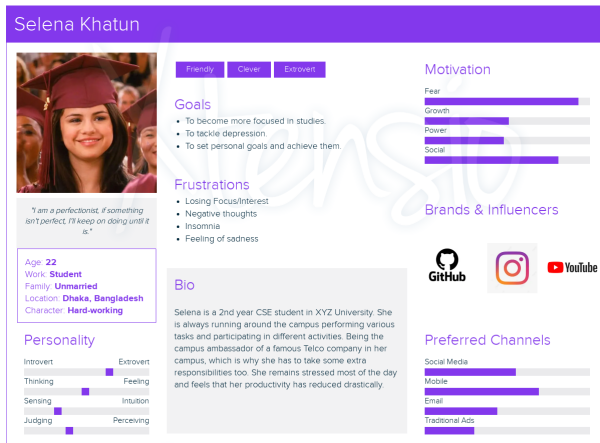 Selena Khatun
Friendly
Clever
Extrovert
Goals
To become more focused in studies.
To tackle depression.
To set personal goals and achieve them.
Frustrations
Losing Focus/Interest
Negative thoughts
Insomnia
Feeling of sadness
"I am a perfectionist, if something
isn't perfect, I'll keep on doing until it
is."
Age: 22
Work: Student
Family: Unmarried
Location: Dhaka, Bangladesh
Character: Hard-working
Personality
Introvert Extrovert
Thinking Feeling
Sensing Intuition
Judging Perceiving
Bio
Selena is a 2nd year CSE student in XYZ University. She
is always running around the campus performing various
tasks and participating in different activities. Being the
campus ambassador of a famous Telco company in her
campus, which is why she has to take some extra
responsibilities too. She remains stressed most of the day
and feels that her productivity has reduced drastically.
Motivation
Fear
Growth
Power
Social
Brands & Influencers
GitHub
YouTube
Preferred Channels
Social Media
Mobile
Email
Traditional Ads
Xtensio